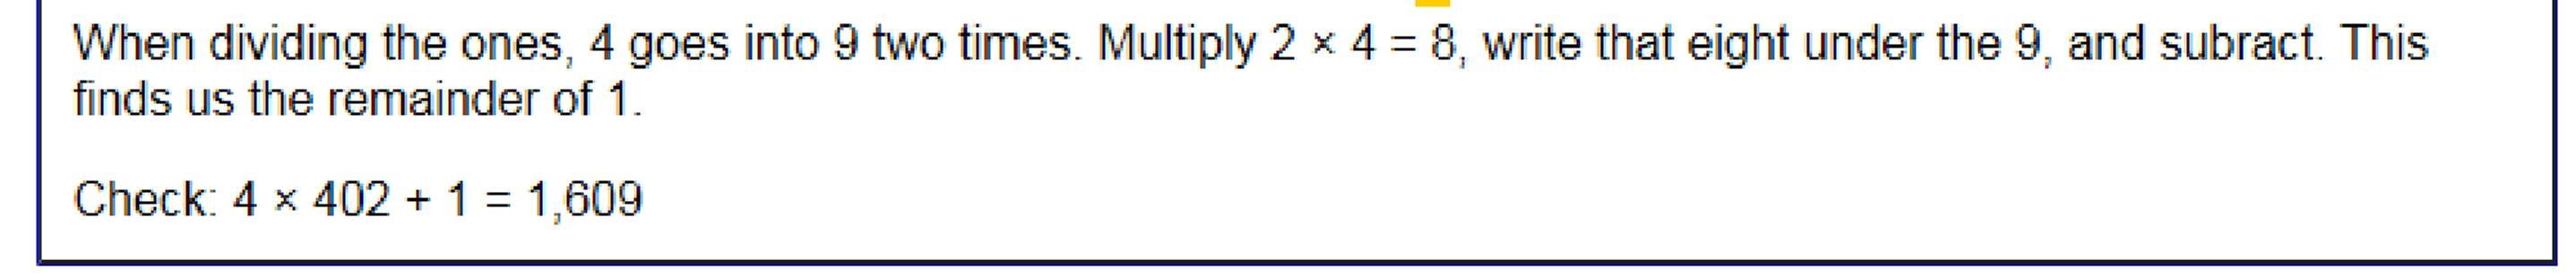 When dividing the ones, 4 goes into 9 two times. Multiply 2 × 4 = 8, write that eight under the 9, and subract. This
finds us the remainder of 1.
Check: 4 × 402 + 1 = 1,609